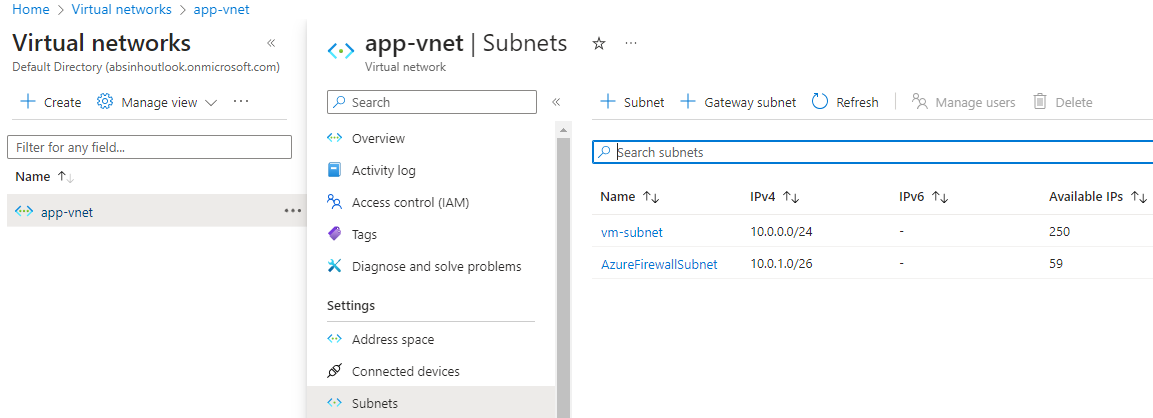 Home > Virtual networks > app-vnet
Virtual networks «
Default Directory (absinhoutlook.onmicrosoft.com)
+ Create Manage view ...
Filter for any field...
Name ↑↓
app-vnet ...
app-vnet | Subnets ☆ ...
Virtual network
Search «
Overview
Activity log
Access control (IAM)
Tags
Diagnose and solve problems
Settings
Address space
Connected devices
Subnets
+ Subnet + Gateway subnet Refresh Manage users Delete
Search subnets
Name ↑↓ IPv4 ↑↓ IPv6 ↑↓ Available IPs ↑↓
vm-subnet 10.0.0.0/24 - 250
AzureFirewallSubnet 10.0.1.0/26 - 59